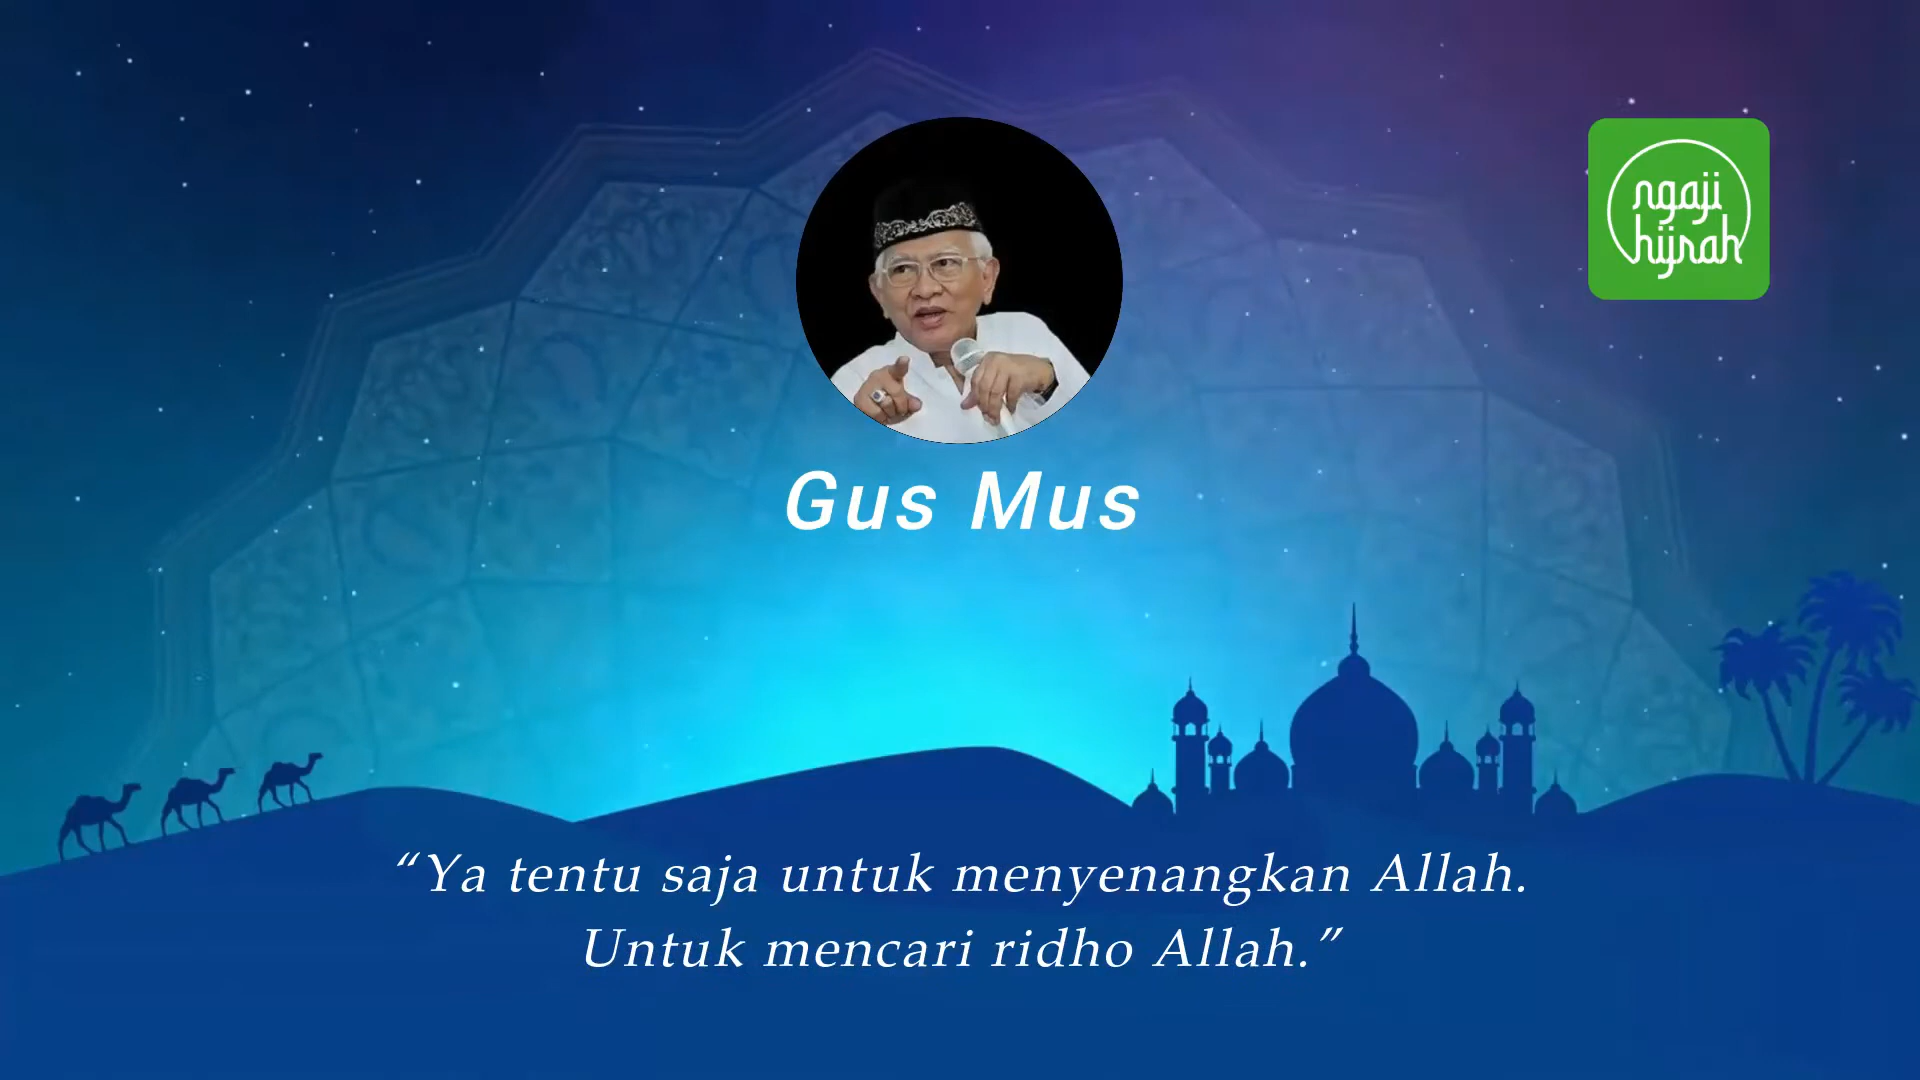 ngaji
hijrah
Gus Mus
“Ya tentu saja untuk menyenangkan Allah.
Untuk mencari ridho Allah.”